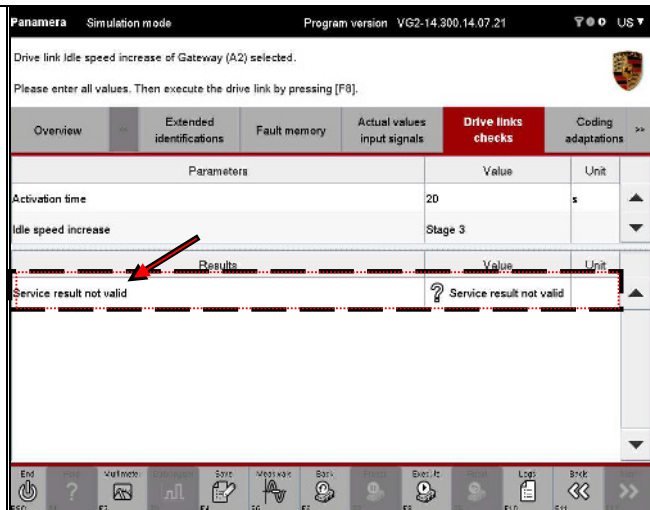 Panamera Simulation mode Program version VG2-14.300.14.07.21 US
Drive link Idle speed increase of Gateway (A2) selected.
Please enter all values. Then execute the drive link by pressing [F8].
Overview
Extended identifications
Fault memory
Actual values input signals
Drive links checks
Coding adaptations
>>
Parameters Value Unit
Activation time 20 s
Idle speed increase Stage 3
Results Value Unit
Service result not valid ? Service result not valid
End Multimeter Save Back Execute Logs Back